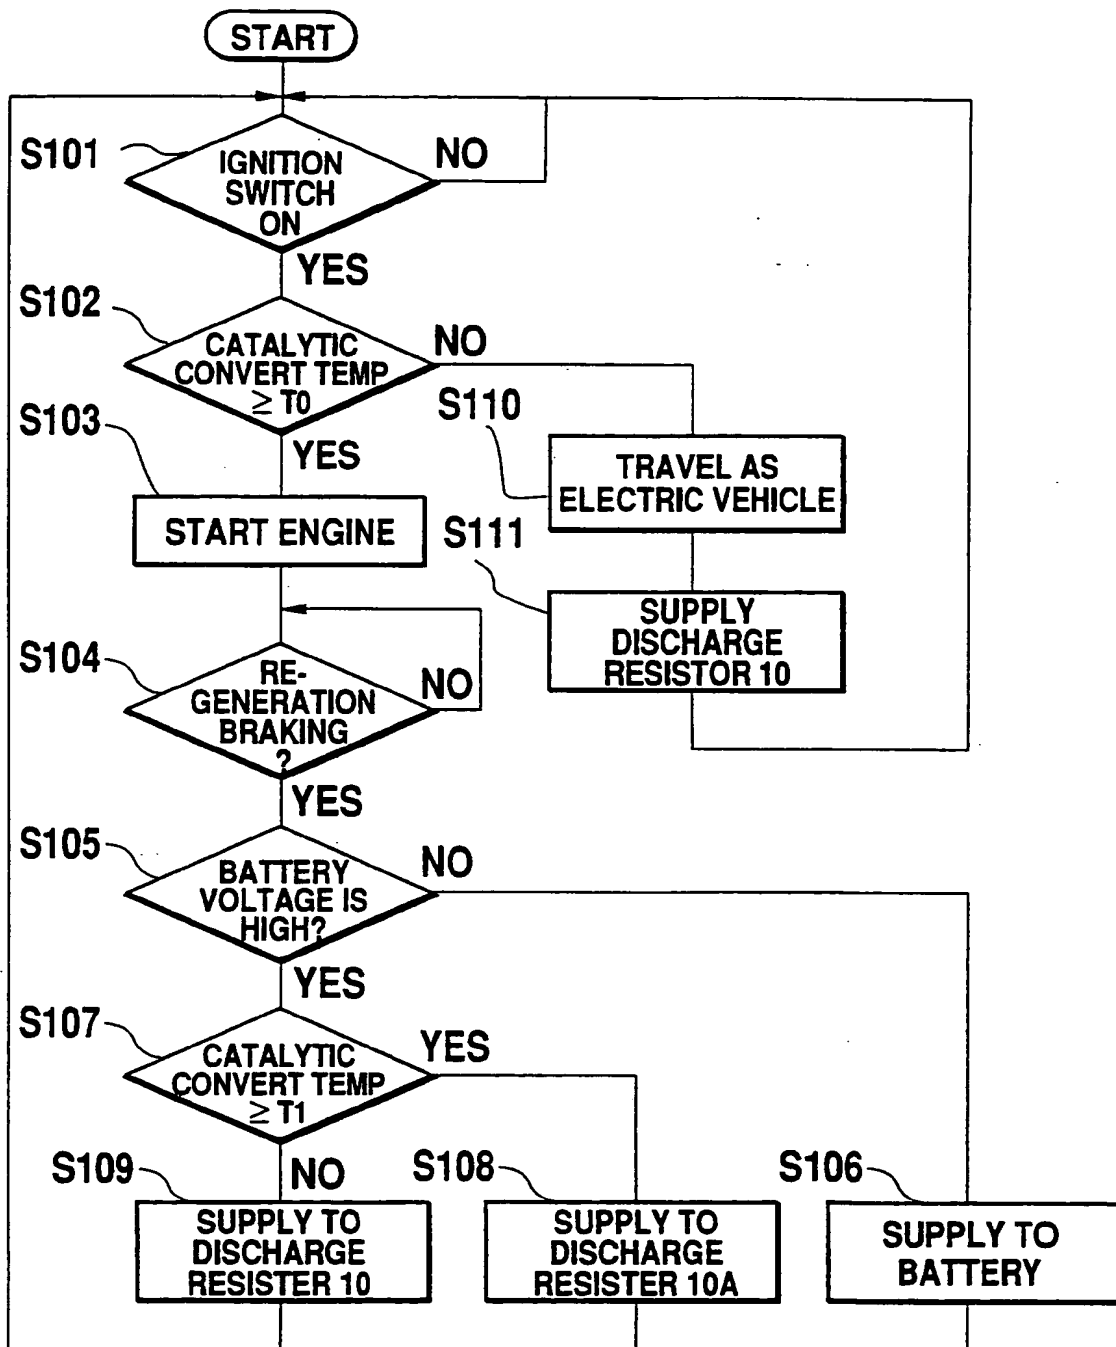 START
S101
IGNITION
SWITCH
ON
NO
YES
S102
CATALYTIC
CONVERT TEMP
≥ T0
NO
YES
S103
START ENGINE
S110
TRAVEL AS
ELECTRIC VEHICLE
S111
SUPPLY
DISCHARGE
RESISTOR 10
S104
RE-
GENERATION
BRAKING
?
NO
YES
S105
BATTERY
VOLTAGE IS
HIGH?
NO
YES
S107
CATALYTIC
CONVERT TEMP
≥ T1
YES
NO
S109
SUPPLY TO
DISCHARGE
RESISTER 10
S108
SUPPLY TO
DISCHARGE
RESISTER 10A
S106
SUPPLY TO
BATTERY